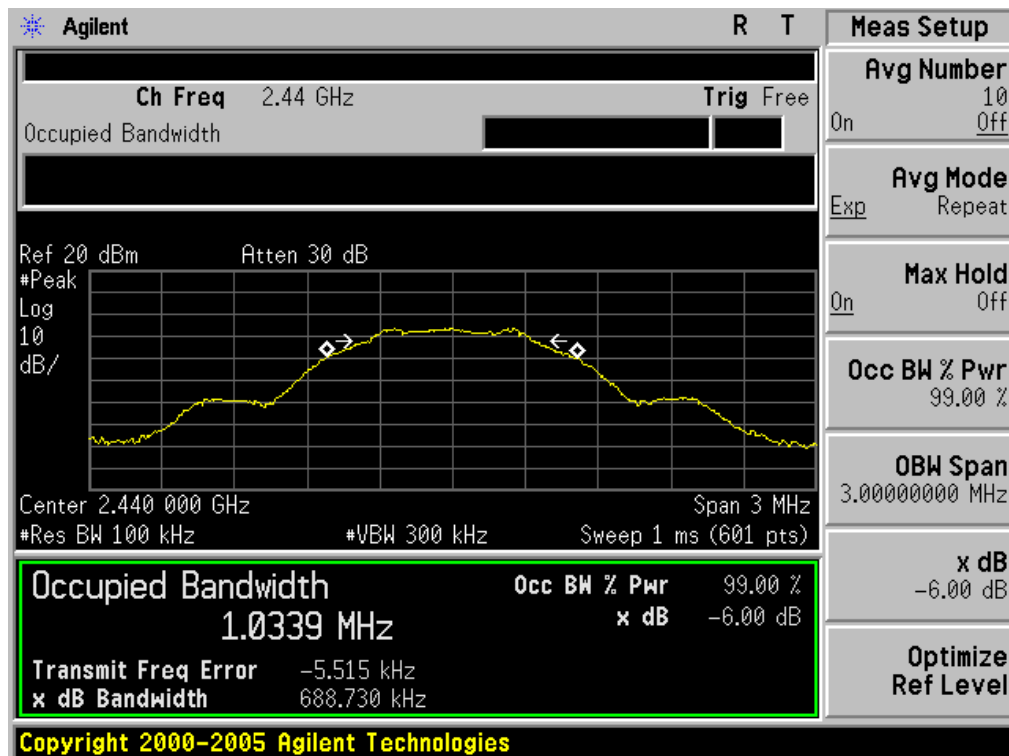 Agilent R T
Ch Freq 2.44 GHz Trig Free
Occupied Bandwidth
Ref 20 dBm Atten 30 dB
#Peak
Log
10
dB/
Center 2.440 000 GHz Span 3 MHz
#Res BW 100 kHz #VBW 300 kHz Sweep 1 ms (601 pts)
Occupied Bandwidth Occ BW % Pwr 99.00 %
1.0339 MHz x dB -6.00 dB
Transmit Freq Error -5.515 kHz
x dB Bandwidth 688.730 kHz
Copyright 2000-2005 Agilent Technologies
Meas Setup
Avg Number
10
On Off
Avg Mode
Exp Repeat
Max Hold
On Off
Occ BW % Pwr
99.00 %
OBW Span
3.00000000 MHz
x dB
-6.00 dB
Optimize
Ref Level